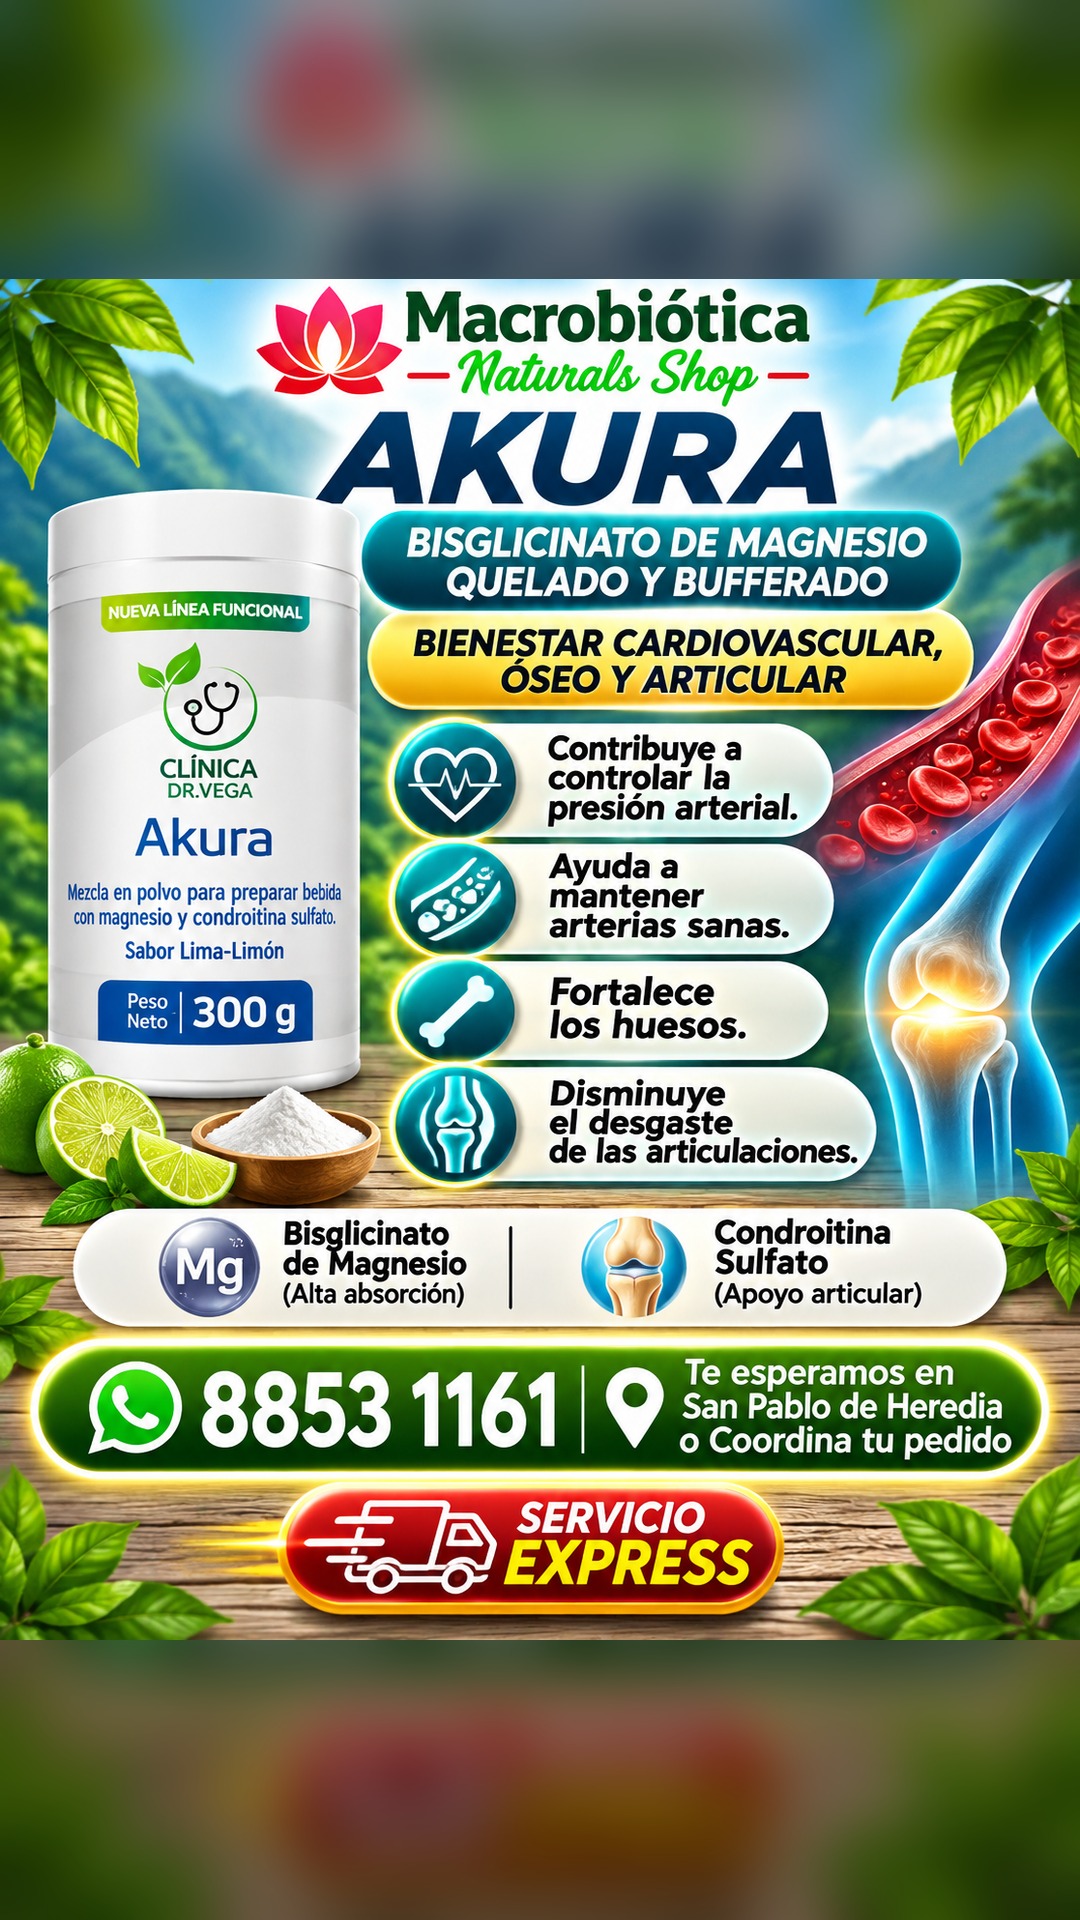 Macrobiótica
Naturals Shop
AKURA
BISGLICINATO DE MAGNESIO
QUELADO Y BUFFERADO
BIENESTAR CARDIOVASCULAR,
ÓSEO Y ARTICULAR
NUEVA LÍNEA FUNCIONAL
CLÍNICA
DR.VEGA
Akura
Mezcla en polvo para preparar bebida
con magnesio y condroitina sulfato.
Sabor Lima-Limón
Peso
Neto
300 g
Contribuye a
controlar la
presión arterial.
Ayuda a
mantener
arterias sanas.
Fortalece
los huesos.
Disminuye
el desgaste
de las articulaciones.
Mg
Bisglicinato
de Magnesio
(Alta absorción)
Condroitina
Sulfato
(Apoyo articular)
8853 1161
Te esperamos en
San Pablo de Heredia
o Coordina tu pedido
SERVICIO
EXPRESS